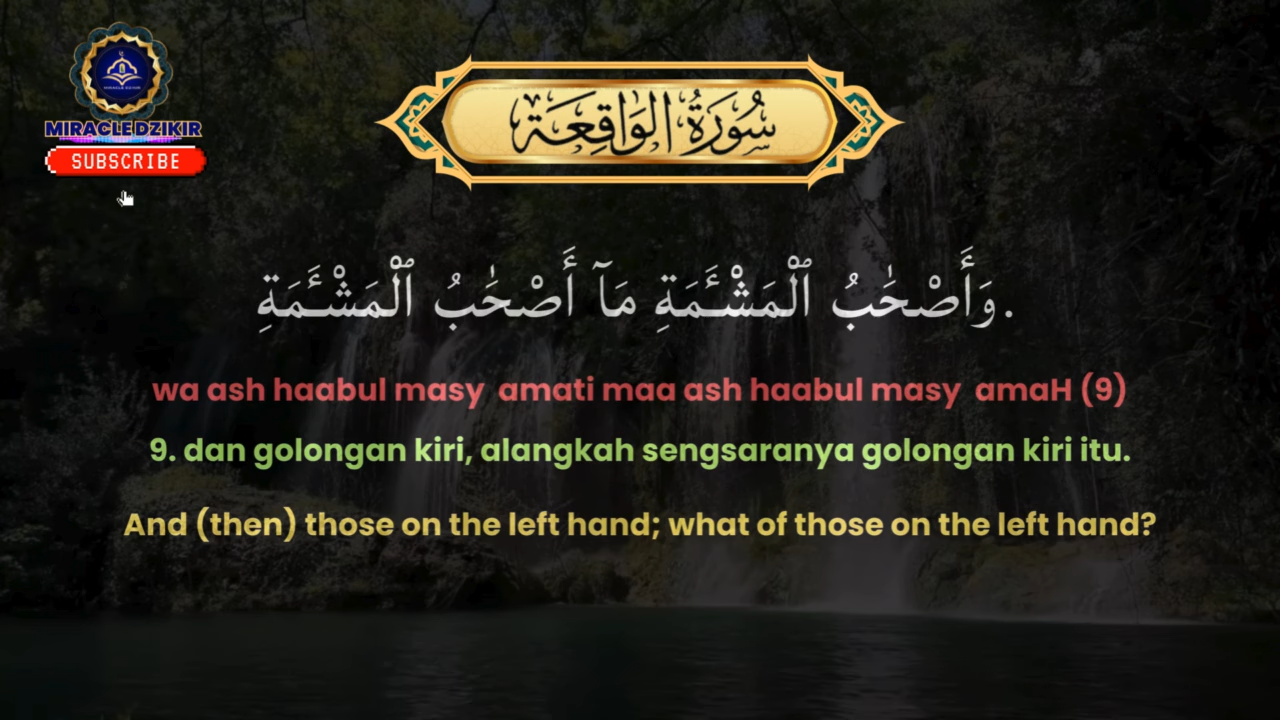 MIRACLE DZIKIR
SUBSCRIBE
سُورَةُ الوَاقِعَة
وَأَصْحَٰبُ ٱلْمَشْـَٔمَةِ مَآ أَصْحَٰبُ ٱلْمَشْـَٔمَةِ.
wa ash haabul masy amati maa ash haabul masy amaH (9)
9. dan golongan kiri, alangkah sengsaranya golongan kiri itu.
And (then) those on the left hand; what of those on the left hand?